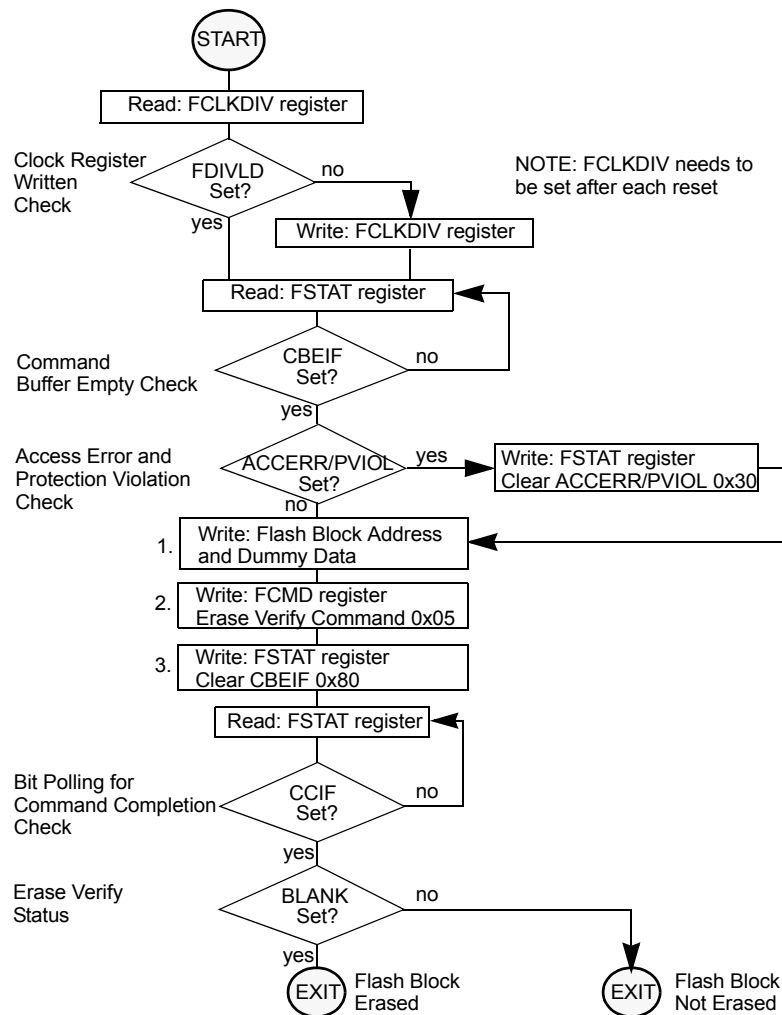 START
Read: FCLKDIV register
Clock Register
Written
Check
FDIVLD
Set?
no
yes
NOTE: FCLKDIV needs to
be set after each reset
Write: FCLKDIV register
Read: FSTAT register
Command
Buffer Empty Check
CBEIF
Set?
no
yes
Access Error and
Protection Violation
Check
ACCERR/PVIOL
Set?
yes
no
Write: FSTAT register
Clear ACCERR/PVIOL 0x30
1.
Write: Flash Block Address
and Dummy Data
2.
Write: FCMD register
Erase Verify Command 0x05
3.
Write: FSTAT register
Clear CBEIF 0x80
Read: FSTAT register
Bit Polling for
Command Completion
Check
CCIF
Set?
no
yes
Erase Verify
Status
BLANK
Set?
no
yes
EXIT
Flash Block
Erased
EXIT
Flash Block
Not Erased